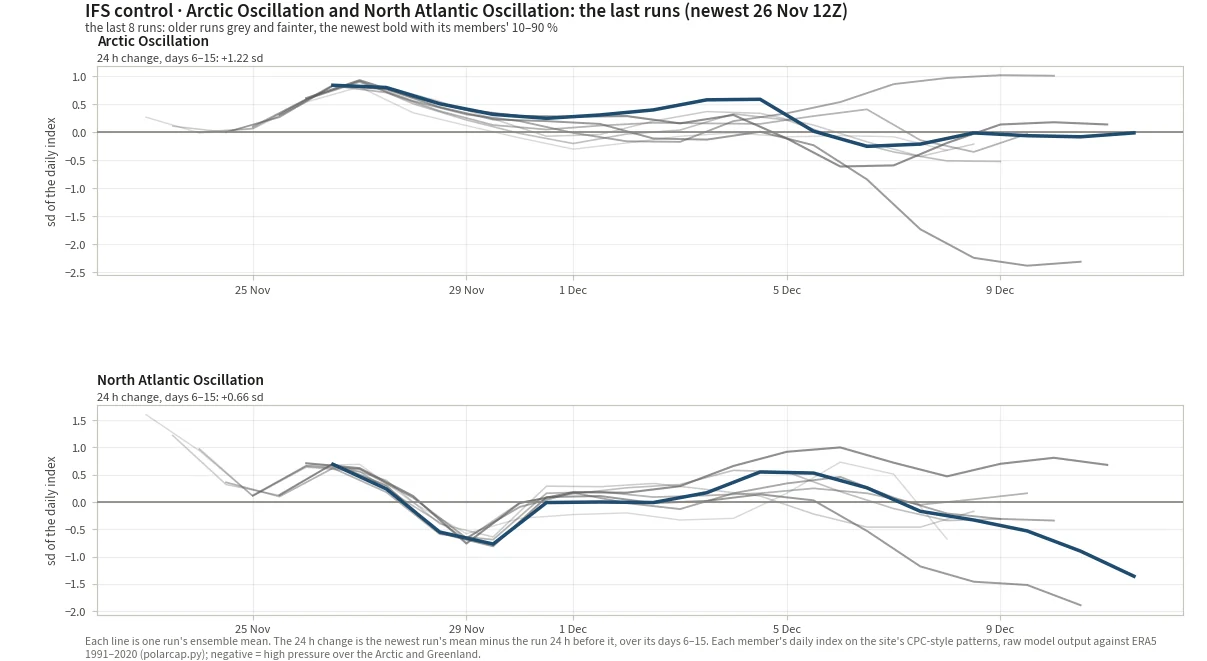 IFS control · Arctic Oscillation and North Atlantic Oscillation: the last runs (newest 26 Nov 12Z)
the last 8 runs: older runs grey and fainter, the newest bold with its members' 10–90 %
Arctic Oscillation
24 h change, days 6–15: +1.22 sd
1.0
0.5
0.0
−0.5
−1.0
−1.5
−2.0
−2.5
sd of the daily index
25 Nov
29 Nov
1 Dec
5 Dec
9 Dec
North Atlantic Oscillation
24 h change, days 6–15: +0.66 sd
1.5
1.0
0.5
0.0
−0.5
−1.0
−1.5
−2.0
sd of the daily index
25 Nov
29 Nov
1 Dec
5 Dec
9 Dec
Each line is one run's ensemble mean. The 24 h change is the newest run's mean minus the run 24 h before it, over its days 6–15. Each member's daily index on the site's CPC-style patterns, raw model output against ERA5
1991–2020 (polarcap.py); negative = high pressure over the Arctic and Greenland.